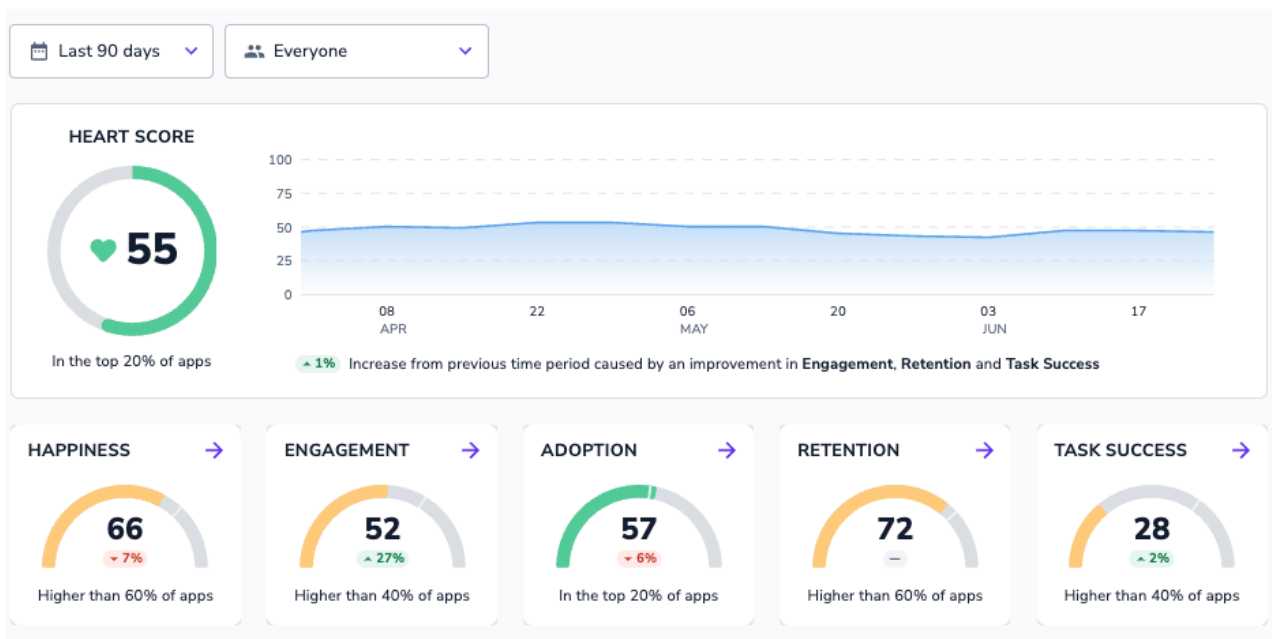 Last 90 days
Everyone
HEART SCORE
55
In the top 20% of apps
100
75
50
25
0
08 22 06 20 03 17
APR MAY JUN
1% Increase from previous time period caused by an improvement in Engagement, Retention and Task Success
HAPPINESS
66
7%
Higher than 60% of apps
ENGAGEMENT
52
27%
Higher than 40% of apps
ADOPTION
57
6%
In the top 20% of apps
RETENTION
72
—
Higher than 60% of apps
TASK SUCCESS
28
2%
Higher than 40% of apps